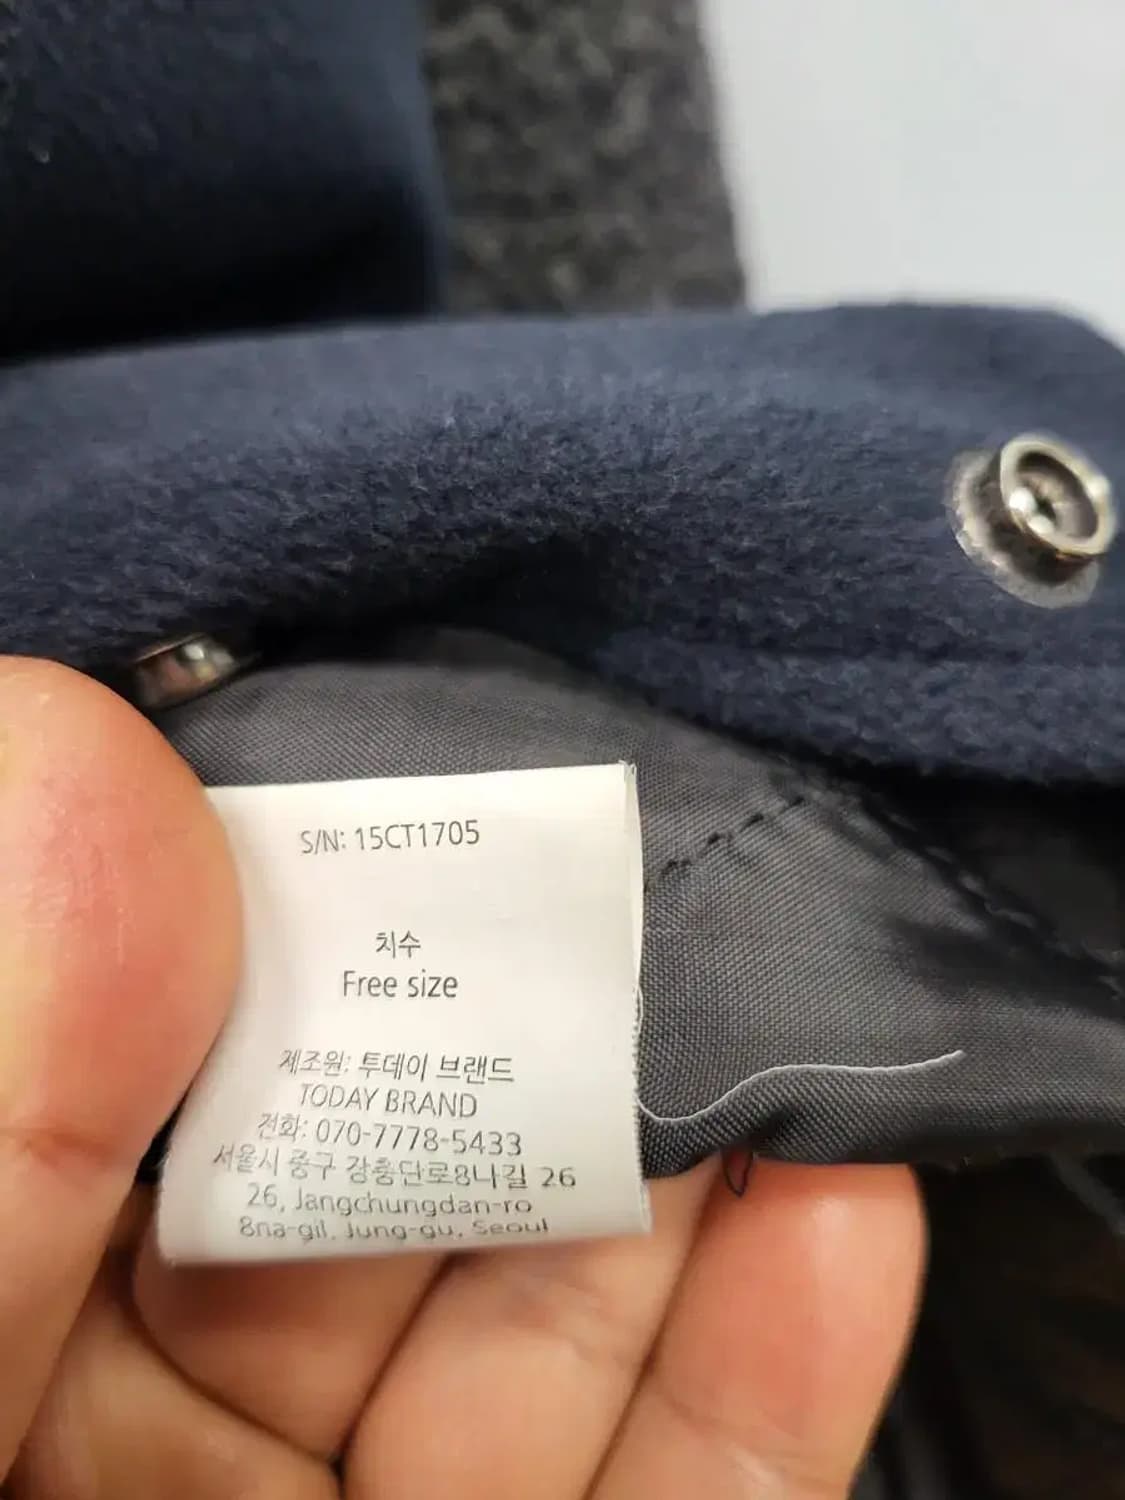 S/N: 15CT1705
치수
Free size
제조원: 투데이 브랜드
TODAY BRAND
전화: 070-7778-5433
서울시 중구 장충단로8나길 26
26, Jangchungdan-ro
8na-gil, Jung-gu, Seoul